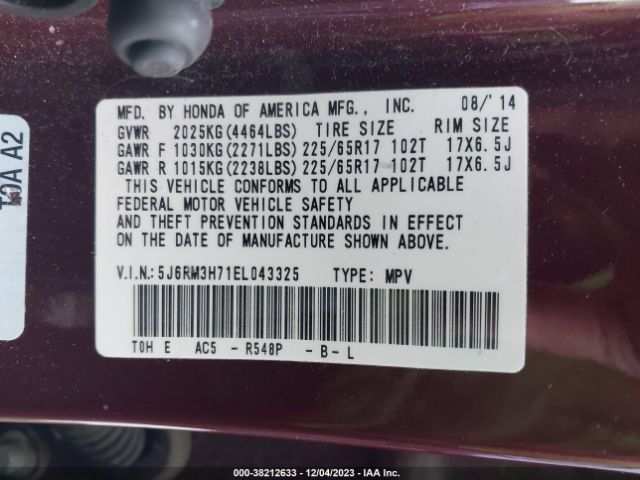 MFD. BY HONDA OF AMERICA MFG., INC. 08/'14
GVWR 2025KG(4464LBS) TIRE SIZE RIM SIZE
GAWR F 1030KG(2271LBS) 225/65R17 102T 17X6.5J
GAWR R 1015KG(2238LBS) 225/65R17 102T 17X6.5J
THIS VEHICLE CONFORMS TO ALL APPLICABLE
FEDERAL MOTOR VEHICLE SAFETY
AND THEFT PREVENTION STANDARDS IN EFFECT
ON THE DATE OF MANUFACTURE SHOWN ABOVE.
V.I.N.:5J6RM3H71EL043325 TYPE: MPV
T0H E AC5 - R548P - B - L
A2
000-38212633 - 12/04/2023 - IAA Inc.